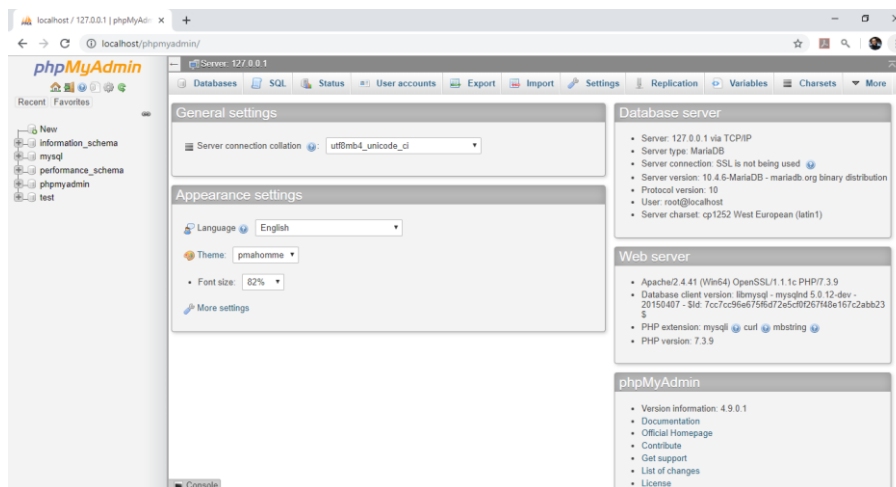 localhost / 127.0.0.1 | phpMyAdm
localhost/phpmyadmin/
phpMyAdmin
Recent Favorites
New
information_schema
mysql
performance_schema
phpmyadmin
test
Server: 127.0.0.1
Databases SQL Status User accounts Export Import Settings Replication Variables Charsets More
General settings
Server connection collation : utf8mb4_unicode_ci
Appearance settings
Language English
Theme: pmahomme
Font size: 82%
More settings
Database server
Server: 127.0.0.1 via TCP/IP
Server type: MariaDB
Server connection: SSL is not being used
Server version: 10.4.6-MariaDB - mariadb.org binary distribution
Protocol version: 10
User: root@localhost
Server charset: cp1252 West European (latin1)
Web server
Apache/2.4.41 (Win64) OpenSSL/1.1.1c PHP/7.3.9
Database client version: libmysql - mysqlnd 5.0.12-dev -
20150407 - $Id: 7cc7cc96e675f6d72e5cf0f267f48e167c2abb23
$
PHP extension: mysqli curl mbstring
PHP version: 7.3.9
phpMyAdmin
Version information: 4.9.0.1
Documentation
Official Homepage
Contribute
Get support
List of changes
License
Console